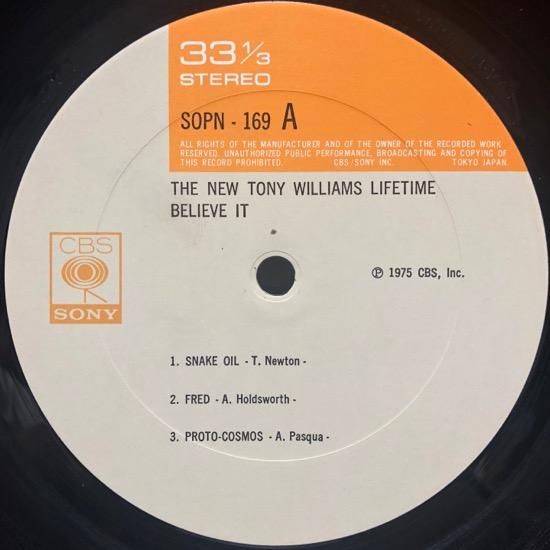 33 1/3
STEREO
SOPN - 169 A
ALL RIGHTS OF THE MANUFACTURER AND OF THE OWNER OF THE RECORDED WORK
RESERVED. UNAUTHORIZED PUBLIC PERFORMANCE, BROADCASTING AND COPYING OF
THIS RECORD PROHIBITED. CBS/SONY INC. TOKYO JAPAN.
THE NEW TONY WILLIAMS LIFETIME
BELIEVE IT
CBS
SONY
℗ 1975 CBS, Inc.
1. SNAKE OIL - T. Newton -
2. FRED - A. Holdsworth -
3. PROTO-COSMOS - A. Pasqua -